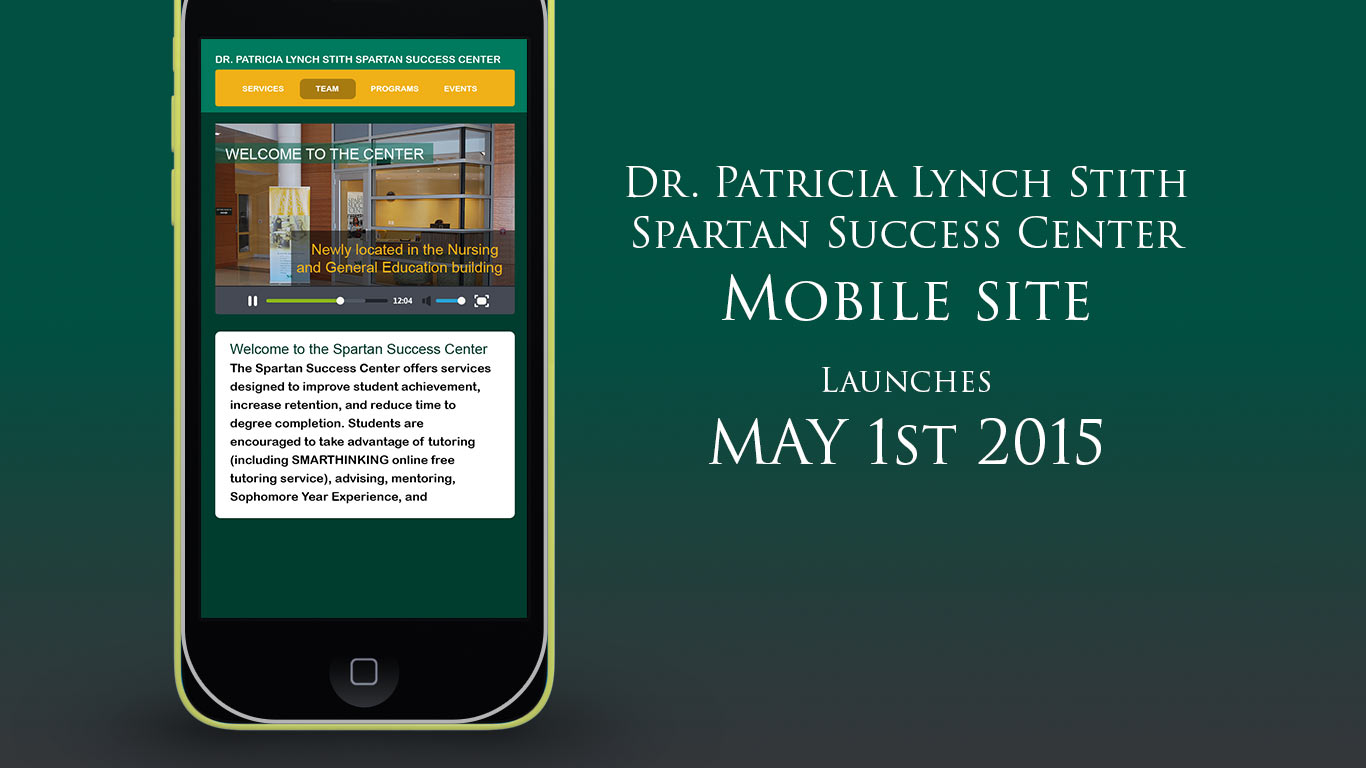 DR. PATRICIA LYNCH STITH SPARTAN SUCCESS CENTER
SERVICES TEAM PROGRAMS EVENTS
WELCOME TO THE CENTER
Newly located in the Nursing
and General Education building
12:04
Welcome to the Spartan Success Center
The Spartan Success Center offers services
designed to improve student achievement,
increase retention, and reduce time to
degree completion. Students are
encouraged to take advantage of tutoring
(including SMARTHINKING online free
tutoring service), advising, mentoring,
Sophomore Year Experience, and
Dr. Patricia Lynch Stith
Spartan Success Center
Mobile site
Launches
MAY 1st 2015